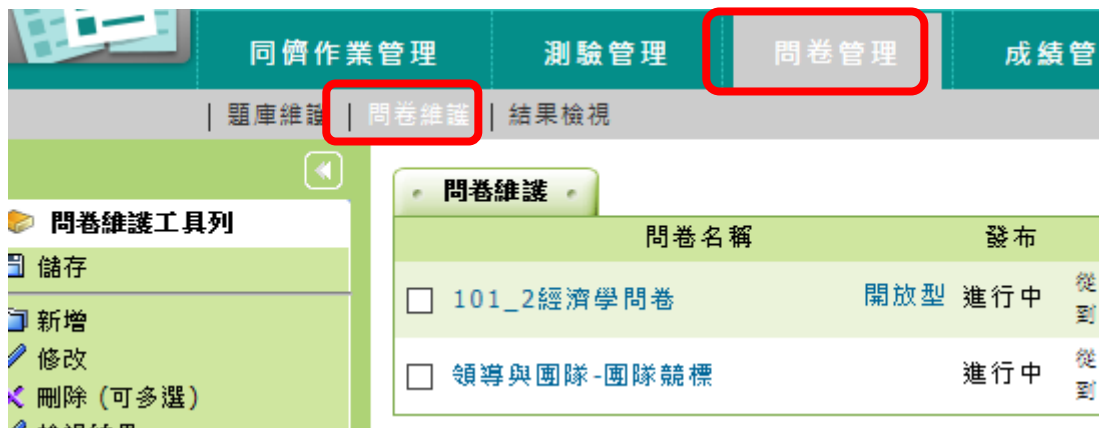 同儕作業管理 測驗管理 問卷管理 成績管
| 題庫維護 | 問卷維護 | 結果檢視
問卷維護
問卷維護工具列
問卷名稱 發布
儲存
101_2經濟學問卷 開放型 進行中 從
到
新增
修改
領導與團隊-團隊競標 進行中 從
到
刪除 (可多選)